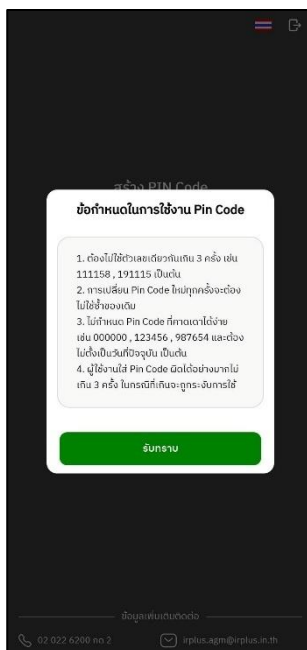 สร้าง PIN Code
ข้อกำหนดในการใช้งาน Pin Code
1. ต้องไม่ใช้ตัวเลขเดียวกันเกิน 3 ครั้ง เช่น
111158 , 191115 เป็นต้น
2. การเปลี่ยน Pin Code ใหม่ทุกครั้งจะต้อง
ไม่ใช้ซ้ำของเดิม
3. ไม่กำหนด Pin Code ที่คาดเดาได้ง่าย
เช่น 000000 , 123456 , 987654 และต้อง
ไม่ตั้งเป็นวันที่ปัจจุบัน เป็นต้น
4. ผู้ใช้งานใส่ Pin Code ผิดได้อย่างมากไม่
เกิน 3 ครั้ง ในกรณีที่เกินจะถูกระงับการใช้
รับทราบ
ข้อมูลเพิ่มเติมติดต่อ
02 022 6200 กด 2 irplus.agm@irplus.in.th